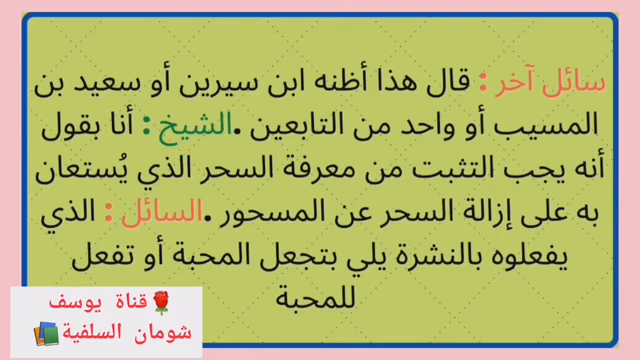 سائل آخر : قال هذا أظنه ابن سيرين أو سعيد بن
المسيب أو واحد من التابعين .الشيخ : أنا بقول
أنه يجب التثبت من معرفة السحر الذي يُستعان
به على إزالة السحر عن المسحور .السائل : الذي
يفعلوه بالنشرة يلي بتجعل المحبة أو تفعل
للمحبة
🌹قناة يوسف
شومان السلفية📚